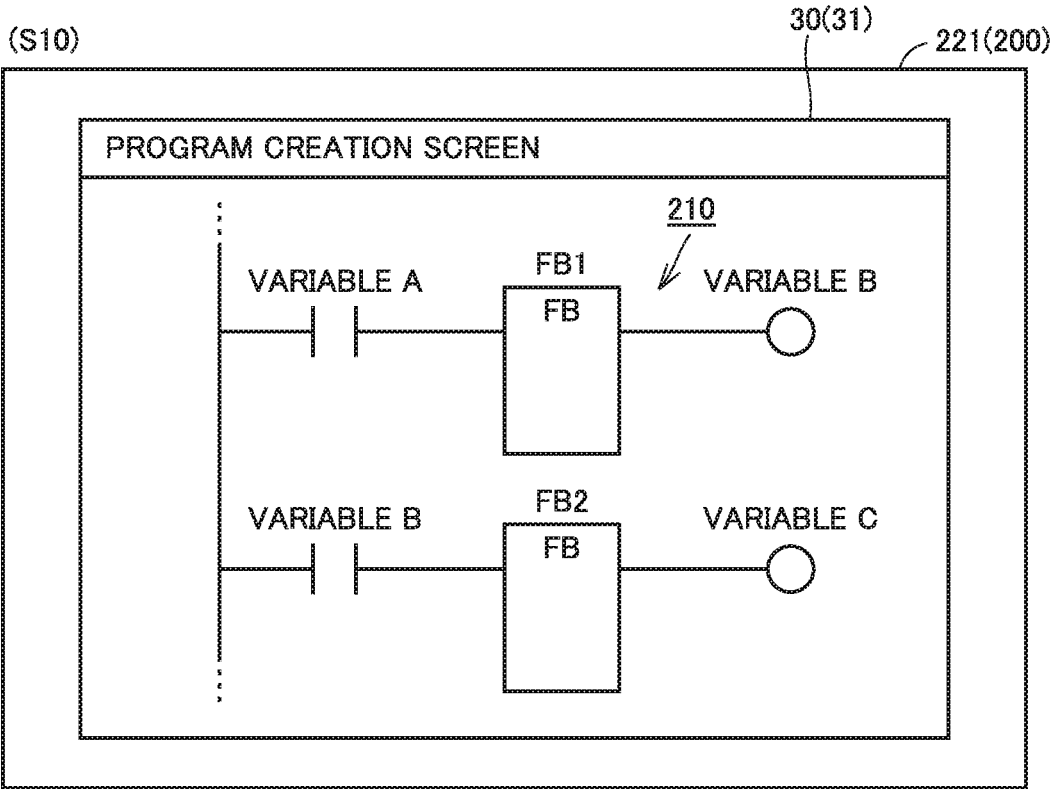 (S10)
30(31)
221(200)
PROGRAM CREATION SCREEN
210
VARIABLE A
FB1
FB
VARIABLE B
VARIABLE B
FB2
FB
VARIABLE C